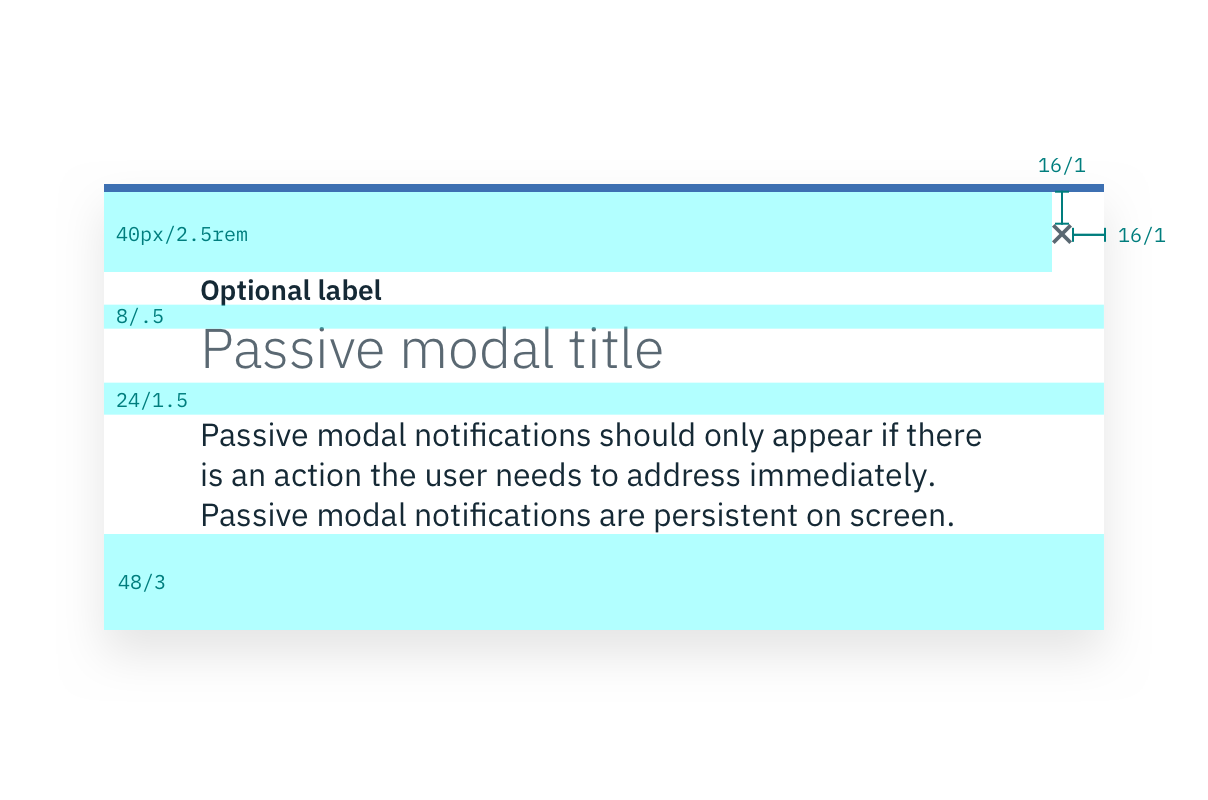 16/1
40px/2.5rem
16/1
Optional label
8/.5
Passive modal title
24/1.5
Passive modal notifications should only appear if there
is an action the user needs to address immediately.
Passive modal notifications are persistent on screen.
48/3